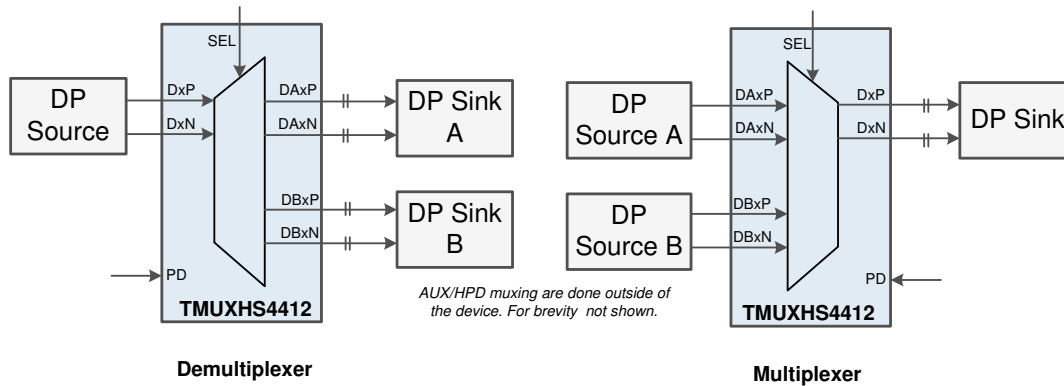 SEL
DP
Source
DxP
DxN
DAxP
DAxN
DP Sink
A
DBxP
DBxN
DP Sink
B
PD
TMUXHS4412
Demultiplexer
AUX/HPD muxing are done outside of
the device. For brevity not shown.
SEL
DP
Source A
DAxP
DAxN
DP
Source B
DBxP
DBxN
DxP
DxN
DP Sink
PD
TMUXHS4412
Multiplexer